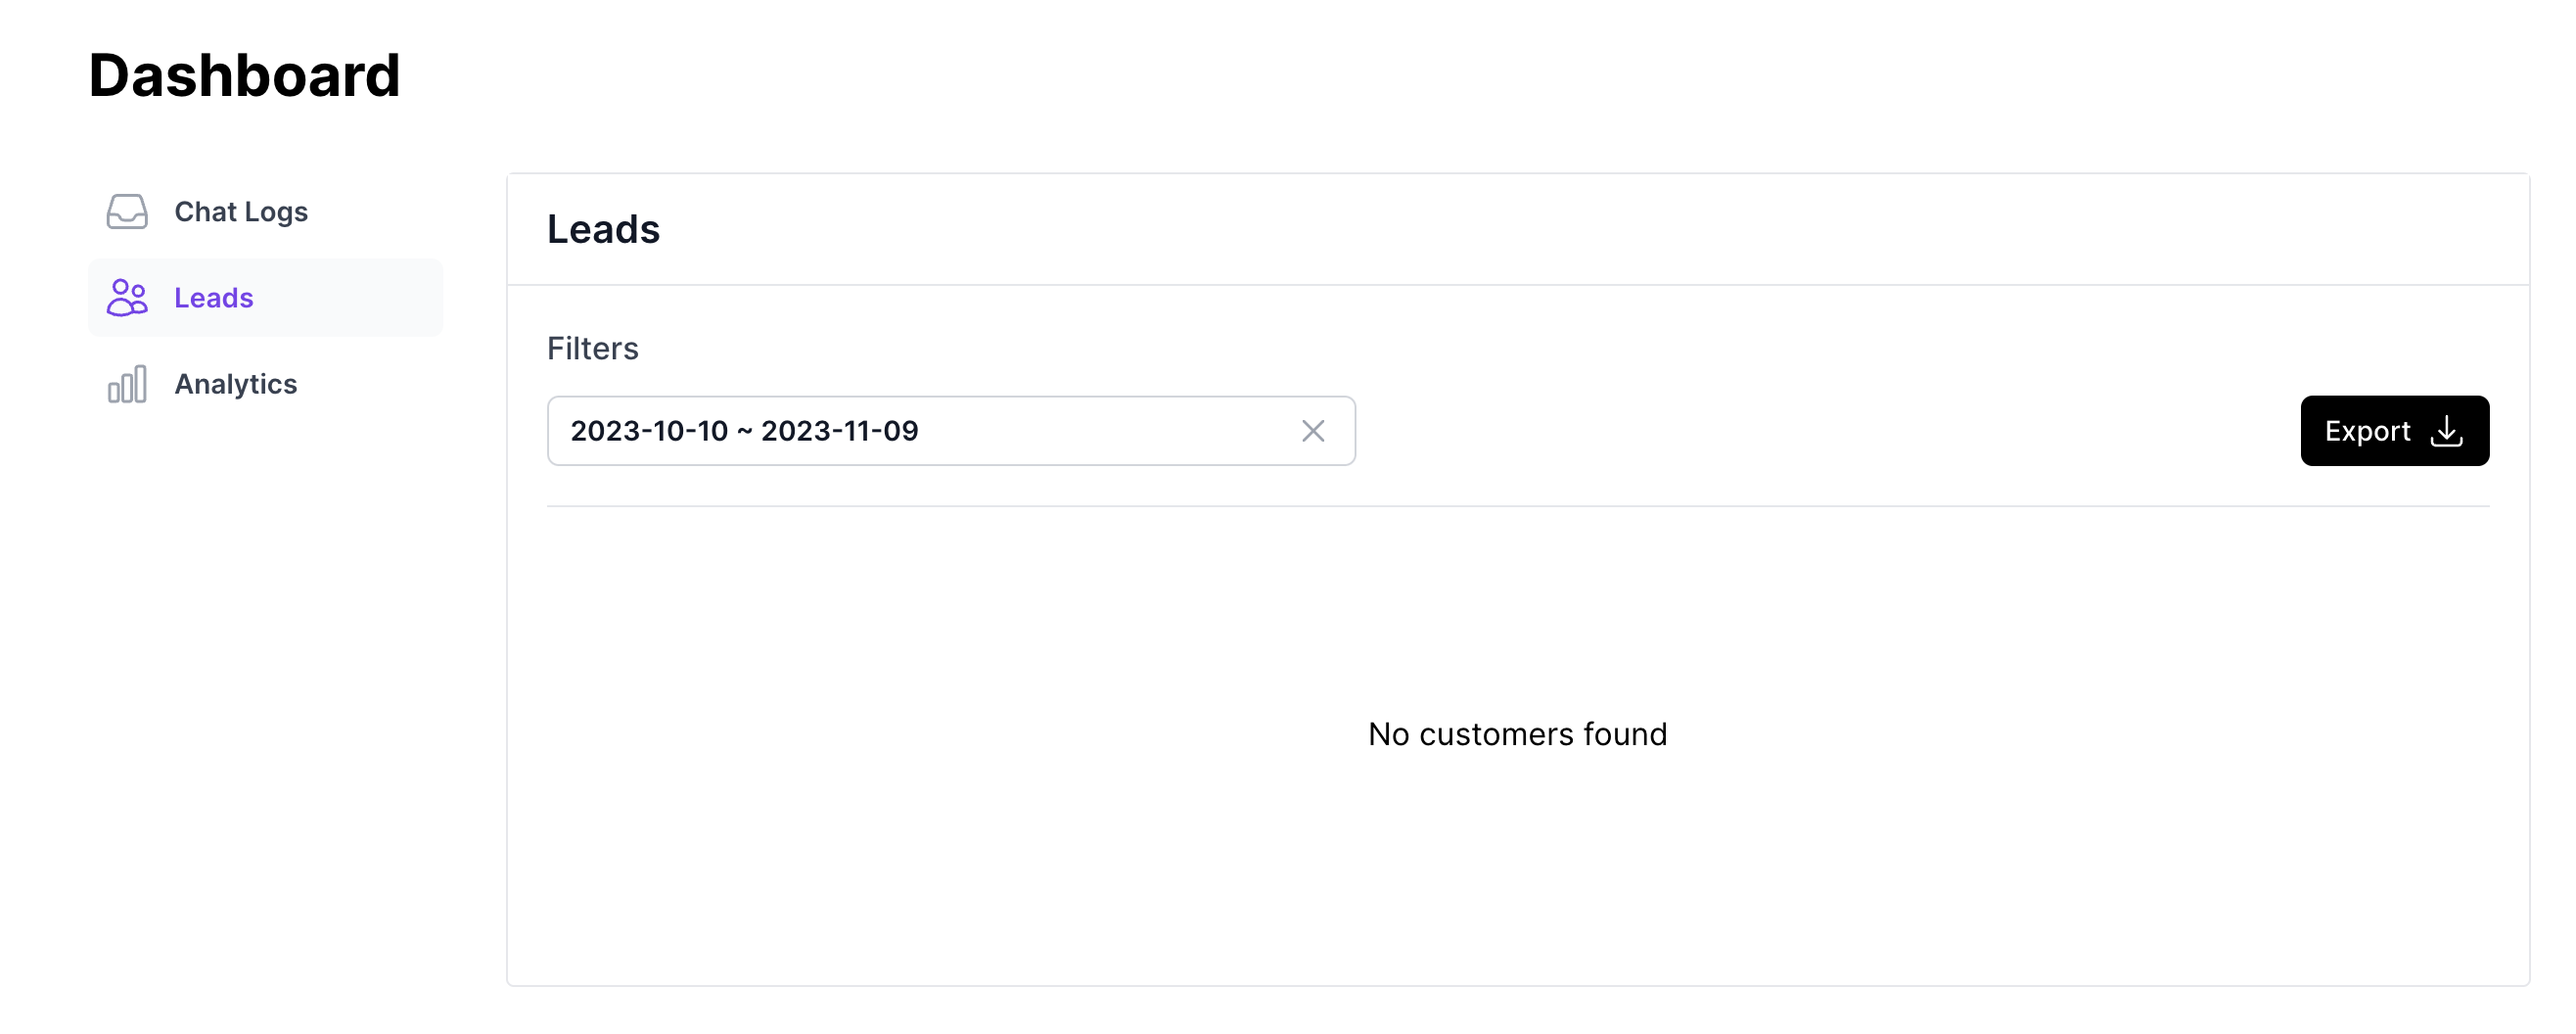 Dashboard
Chat Logs
Leads
Analytics
Leads
Filters
2023-10-10 ~ 2023-11-09
Export
No customers found